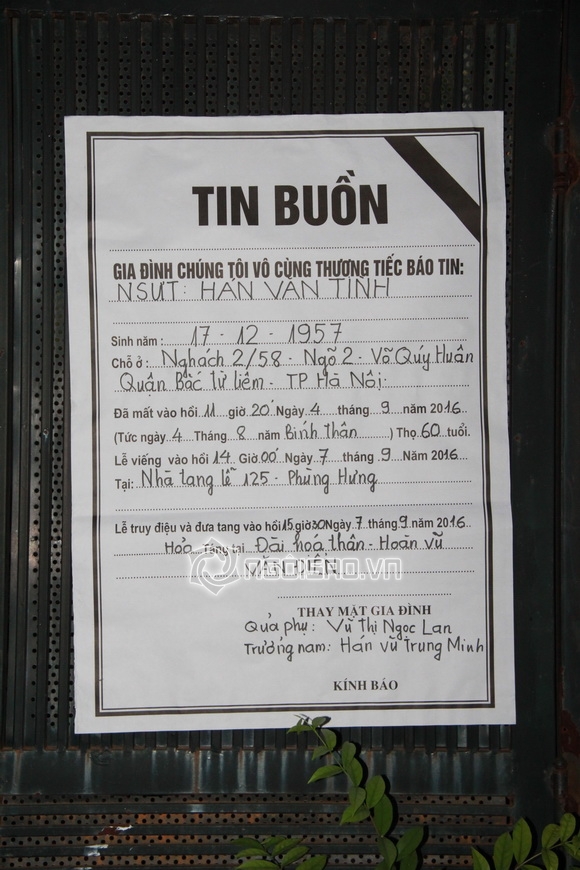 TIN BUỒN
GIA ĐÌNH CHÚNG TÔI VÔ CÙNG THƯƠNG TIẾC BÁO TIN:
NSƯT: HÁN VĂN TÌNH
Sinh năm : 17 - 12 - 1957
Chỗ ở : Nghách 2/58 - Ngõ 2 - Võ Quý Huân
Quận Bắc từ Liêm - TP Hà Nội.
Đã mất vào hồi 11 giờ 20' Ngày 4 tháng 9 năm 2016
(Tức ngày 4 Tháng 8 năm Bính thân ) Thọ 60 tuổi.
Lễ viếng vào hồi 14 Giờ 00' Ngày 7 tháng 9 Năm 2016
Tại: Nhà tang lễ 125 - Phùng Hưng
Lễ truy điệu và đưa tang vào hồi 15 giờ 30 Ngày 7 tháng 9 năm 2016
Hỏa Táng tại Đài hoá thân - Hoàn vũ
VĂN ĐIỂN
NGOISAO.vn
THAY MẶT GIA ĐÌNH
Quả phụ : Vũ Thị Ngọc Lan
Trưởng nam : Hán Vũ Trung Minh
KÍNH BÁO